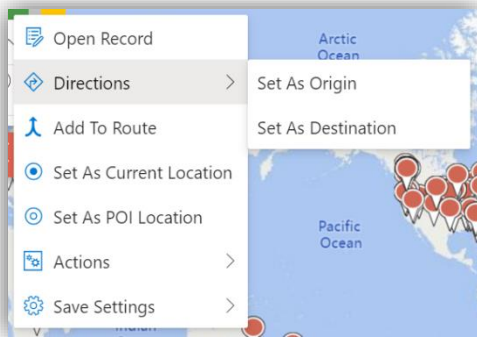 Open Record
Directions
Add To Route
Set As Current Location
Set As POI Location
Actions
Save Settings
Set As Origin
Set As Destination
Arctic
Ocean
Pacific
Ocean
Indian